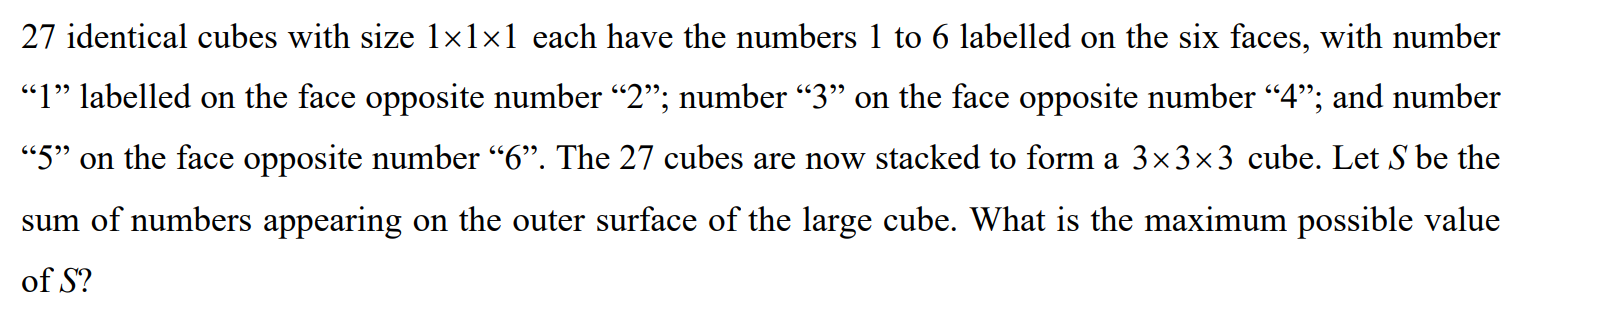 27 identical cubes with size 1×1×1 each have the numbers 1 to 6 labelled on the six faces, with number
“1” labelled on the face opposite number “2”; number “3” on the face opposite number “4”; and number
“5” on the face opposite number “6”. The 27 cubes are now stacked to form a 3×3×3 cube. Let S be the
sum of numbers appearing on the outer surface of the large cube. What is the maximum possible value
of S?